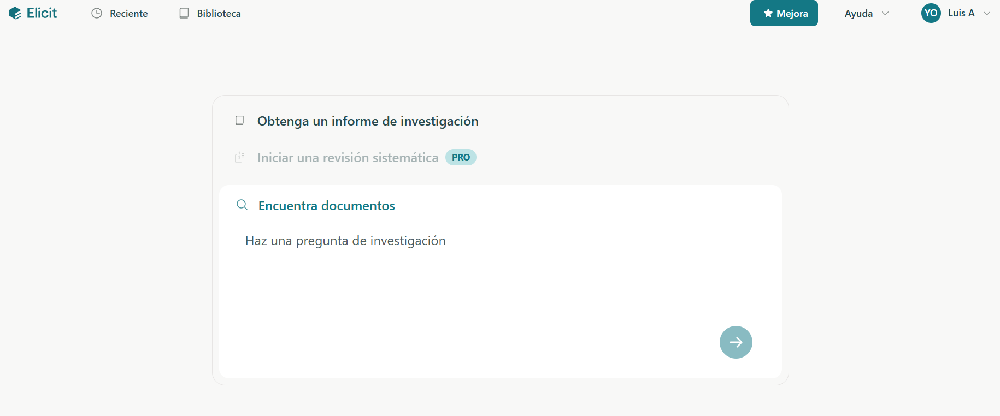 Elicit
Reciente
Biblioteca
Mejora
Ayuda
YO
Luis A
Obtenga un informe de investigación
Iniciar una revisión sistemática PRO
Encuentra documentos
Haz una pregunta de investigación